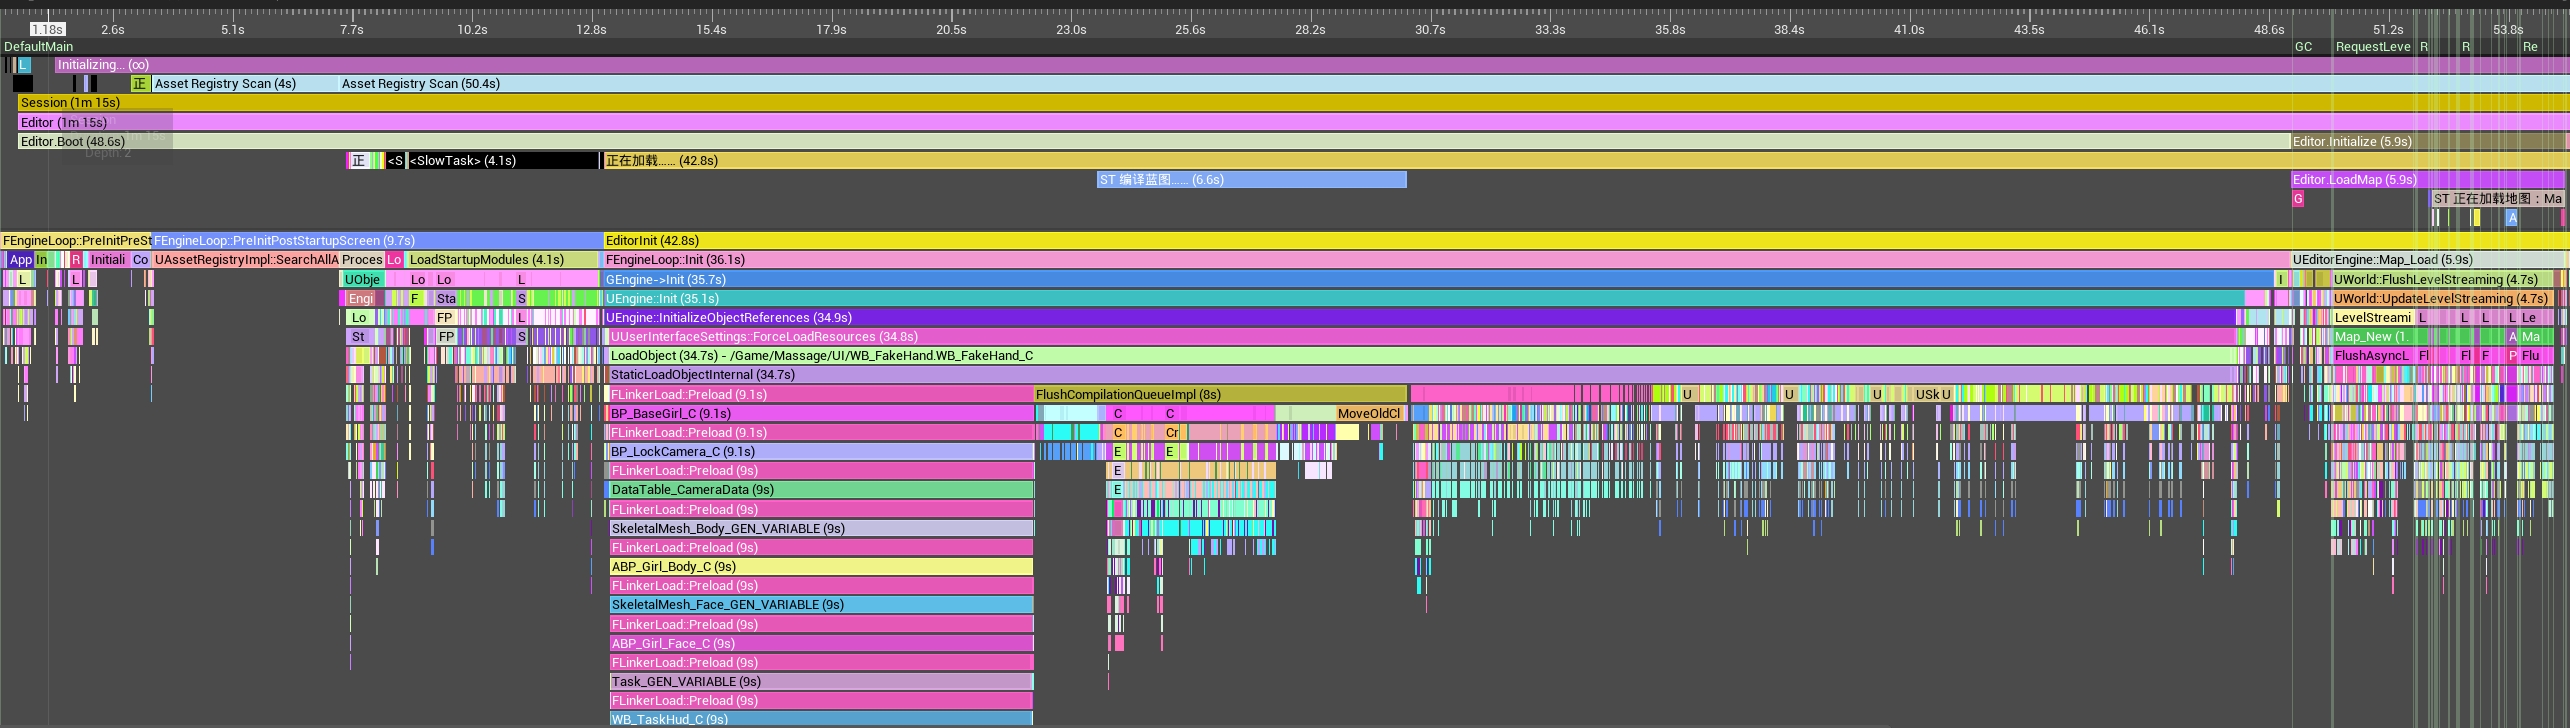 1.18s 2.6s 5.1s 7.7s 10.2s 12.8s 15.4s 17.9s 20.5s 23.0s 25.6s 28.2s 30.7s 33.3s 35.8s 38.4s 41.0s 43.5s 46.1s 48.6s 51.2s 53.8s
DefaultMain GC RequestLeve R R Re
L Initializing... (∞)
正 Asset Registry Scan (4s) Asset Registry Scan (50.4s)
Session (1m 15s)
Editor (1m 15s)
Editor.Boot (48.6s) Editor.Initialize (5.9s)
Depth: 2
正 <S <SlowTask> (4.1s) 正在加载…… (42.8s)
ST 编译蓝图…… (6.6s) Editor.LoadMap (5.9s)
G ST 正在加载地图：Ma
A
FEngineLoop::PreInitPreSt FEngineLoop::PreInitPostStartupScreen (9.7s) EditorInit (42.8s)
App In R Initiali Co UAssetRegistryImpl::SearchAllA Proces Lo LoadStartupModules (4.1s) FEngineLoop::Init (36.1s) UEditorEngine::Map_Load (5.9s)
L L UObje Lo Lo L GEngine->Init (35.7s) I UWorld::FlushLevelStreaming (4.7s)
Engi F Sta S UEngine::Init (35.1s) UWorld::UpdateLevelStreaming (4.7s)
Lo FP L UEngine::InitializeObjectReferences (34.9s) LevelStreami L L L L Le
St FP S UUserInterfaceSettings::ForceLoadResources (34.8s) Map_New (1. A Ma
LoadObject (34.7s) - /Game/Massage/UI/WB_FakeHand.WB_FakeHand_C FlushAsyncL Fl Fl F P Flu
StaticLoadObjectInternal (34.7s)
FLinkerLoad::Preload (9.1s) FlushCompilationQueueImpl (8s) U U U USk U
BP_BaseGirl_C (9.1s) C C MoveOldCl
FLinkerLoad::Preload (9.1s) C Cr
BP_LockCamera_C (9.1s) E E
FLinkerLoad::Preload (9s) E
DataTable_CameraData (9s) E
FLinkerLoad::Preload (9s)
SkeletalMesh_Body_GEN_VARIABLE (9s)
FLinkerLoad::Preload (9s)
ABP_Girl_Body_C (9s)
FLinkerLoad::Preload (9s)
SkeletalMesh_Face_GEN_VARIABLE (9s)
FLinkerLoad::Preload (9s)
ABP_Girl_Face_C (9s)
FLinkerLoad::Preload (9s)
Task_GEN_VARIABLE (9s)
FLinkerLoad::Preload (9s)
WB_TaskHud_C (9s)